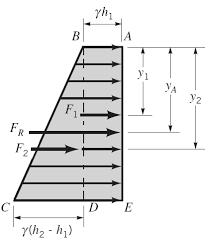 γh₁
B A
y₁
yA
y₂
F₁
FR
F₂
C D E
γ(h₂ - h₁)